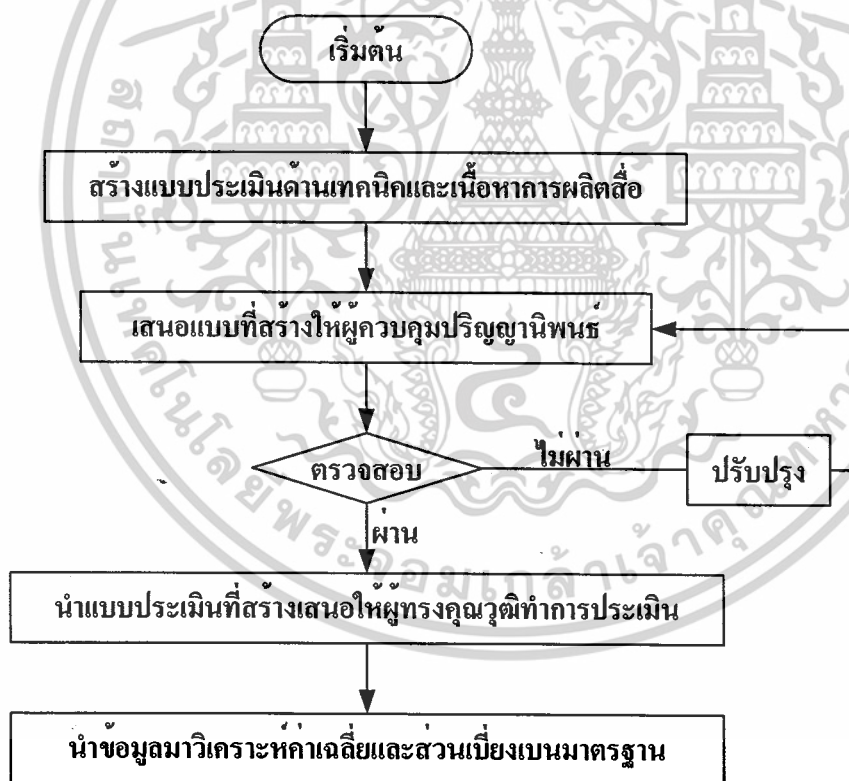 เริ่มต้น
สร้างแบบประเมินด้านเทคนิคและเนื้อหาการผลิตสื่อ
เสนอแบบที่สร้างให้ผู้ควบคุมปริญญานิพนธ์
ตรวจสอบ
ไม่ผ่าน
ปรับปรุง
ผ่าน
นำแบบประเมินที่สร้างเสนอให้ผู้ทรงคุณวุฒิทำการประเมิน
นำข้อมูลมาวิเคราะห์ค่าเฉลี่ยและส่วนเบี่ยงเบนมาตรฐาน